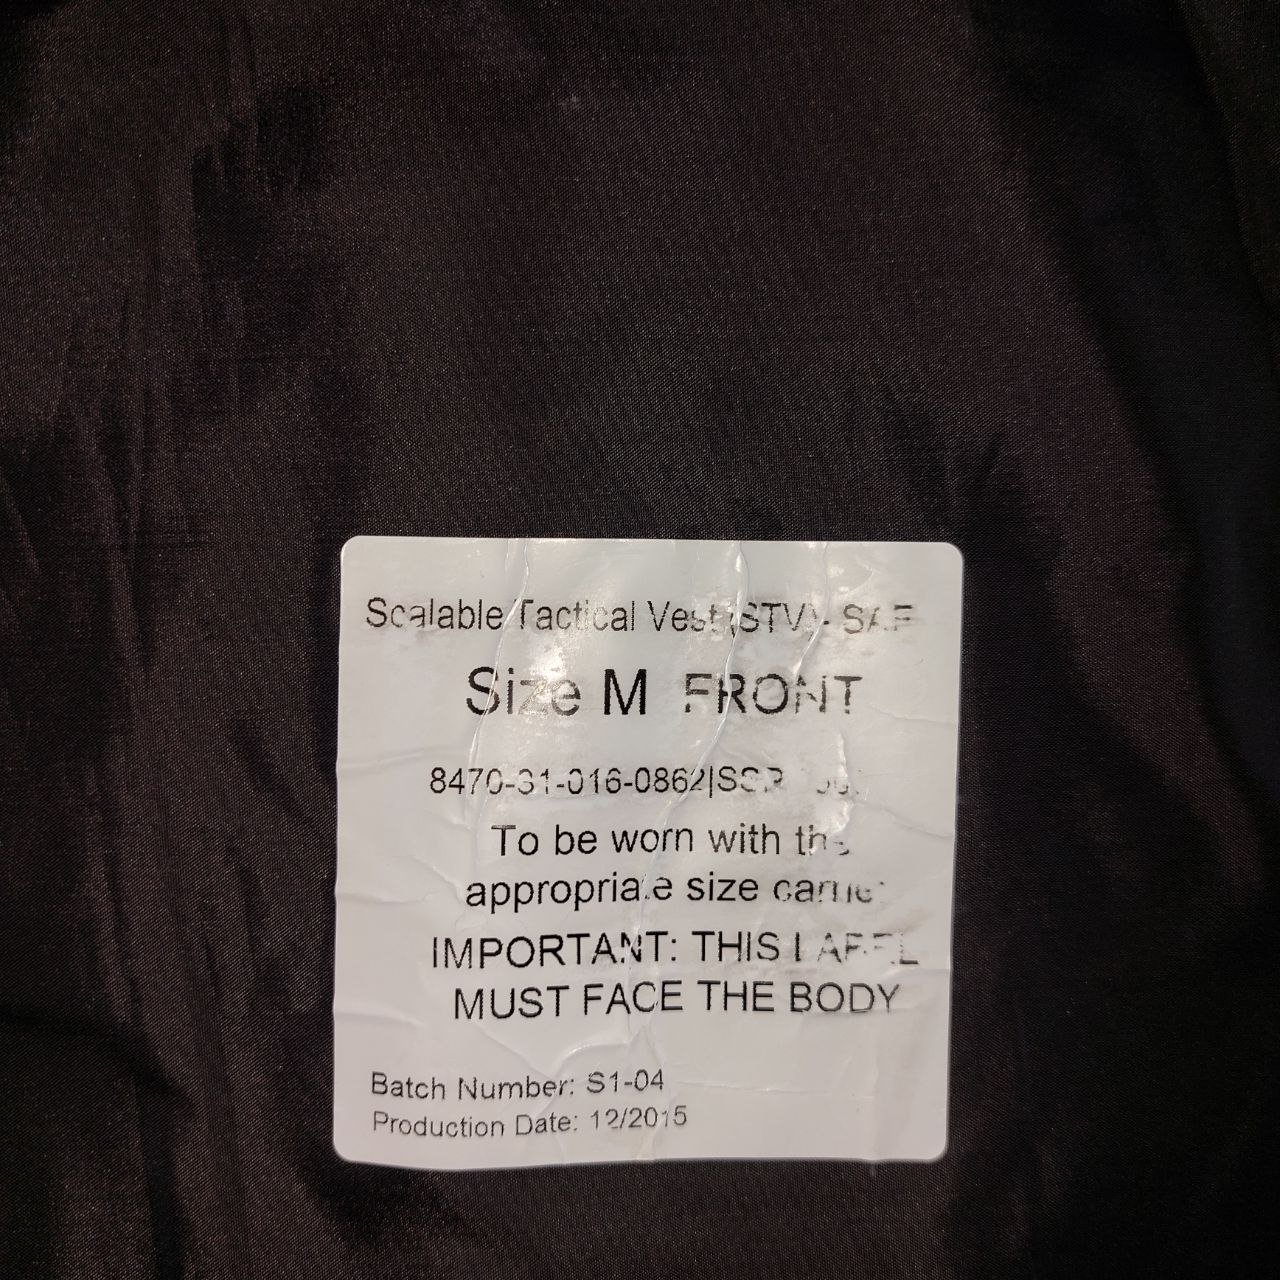 Scalable Tactical Vest (STV)- SAF
Size M FRONT
8470-31-016-0862|SSR
To be worn with the
appropriate size carrier
IMPORTANT: THIS LABEL
MUST FACE THE BODY
Batch Number: S1-04
Production Date: 12/2015